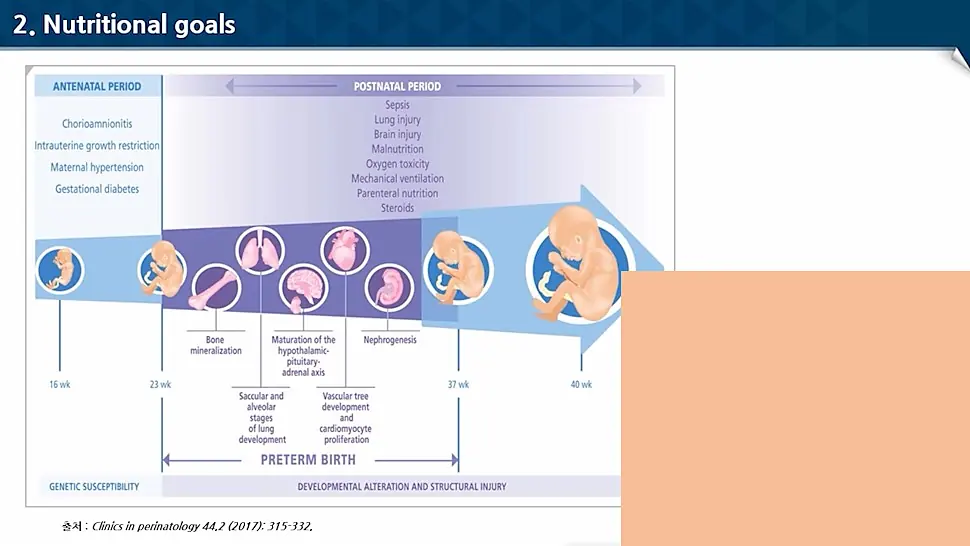 2. Nutritional goals
ANTENATAL PERIOD
POSTNATAL PERIOD
Chorioamnionitis
Intrauterine growth restriction
Maternal hypertension
Gestational diabetes
Sepsis
Lung injury
Brain injury
Malnutrition
Oxygen toxicity
Mechanical ventilation
Parenteral nutrition
Steroids
Bone
mineralization
Maturation of the
hypothalamic-
pituitary-
adrenal axis
Nephrogenesis
16 wk
23 wk
37 wk
40 wk
Saccular and
alveolar
stages
of lung
development
Vascular tree
development
and
cardiomyocyte
proliferation
PRETERM BIRTH
GENETIC SUSCEPTIBILITY
DEVELOPMENTAL ALTERATION AND STRUCTURAL INJURY
출처 : Clinics in perinatology 44.2 (2017): 315-332.